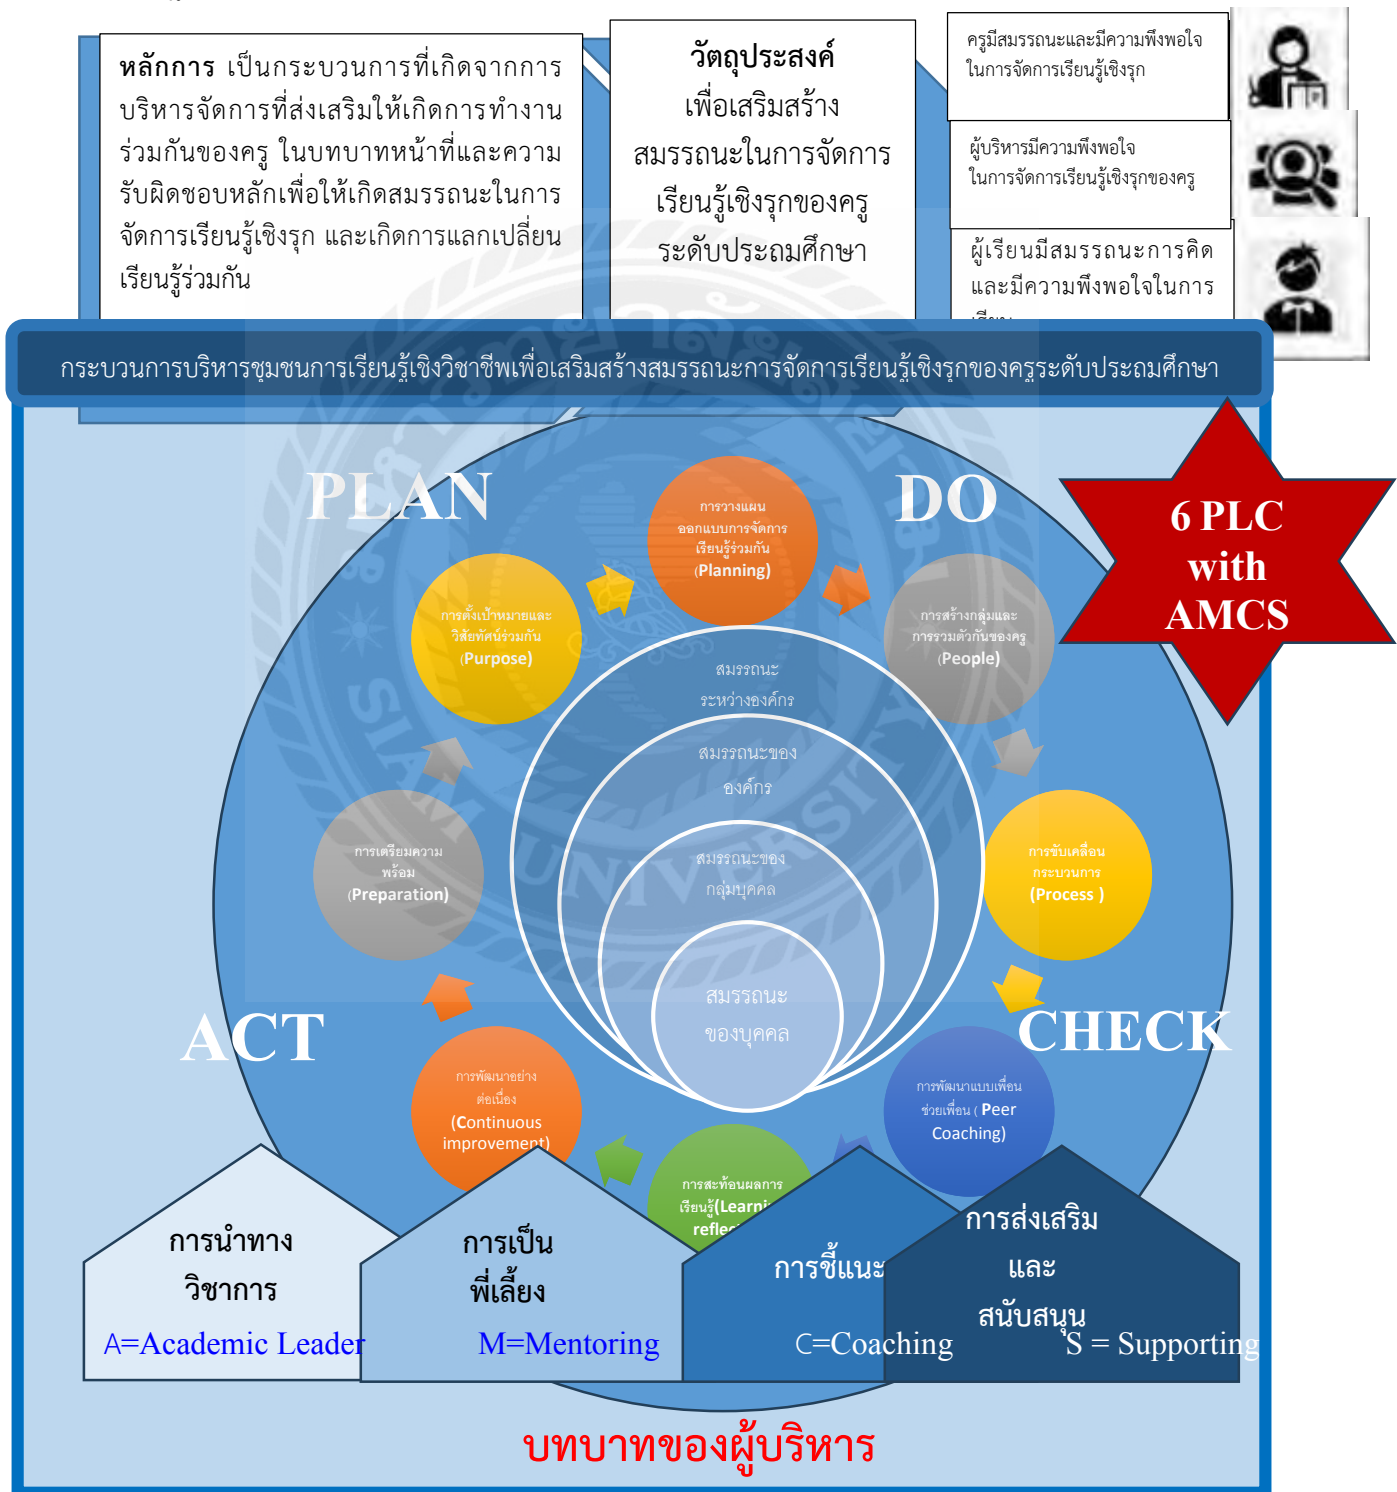 หลักการ เป็นกระบวนการที่เกิดจากการ
บริหารจัดการที่ส่งเสริมให้เกิดการทำงาน
ร่วมกันของครู ในบทบาทหน้าที่และความ
รับผิดชอบหลักเพื่อให้เกิดสมรรถนะในการ
จัดการเรียนรู้เชิงรุก และเกิดการแลกเปลี่ยน
เรียนรู้ร่วมกัน
วัตถุประสงค์
เพื่อเสริมสร้าง
สมรรถนะในการจัดการ
เรียนรู้เชิงรุกของครู
ระดับประถมศึกษา
ครูมีสมรรถนะและมีความพึงพอใจ
ในการจัดการเรียนรู้เชิงรุก
ผู้บริหารมีความพึงพอใจ
ในการจัดการเรียนรู้เชิงรุกของครู
ผู้เรียนมีสมรรถนะการคิด
และมีความพึงพอใจในการ
กระบวนการบริหารชุมชนการเรียนรู้เชิงวิชาชีพเพื่อเสริมสร้างสมรรถนะการจัดการเรียนรู้เชิงรุกของครูระดับประถมศึกษา
PLAN
DO
6 PLC
with
AMCS
การวางแผน
ออกแบบการจัดการ
เรียนรู้ร่วมกัน
(Planning)
การตั้งเป้าหมายและ
วิสัยทัศน์ร่วมกัน
(Purpose)
การสร้างกลุ่มและ
การรวมตัวกันของครู
(People)
สมรรถนะ
ระหว่างองค์กร
สมรรถนะของ
องค์กร
สมรรถนะของ
กลุ่มบุคคล
สมรรถนะ
ของบุคคล
การเตรียมความ
พร้อม
(Preparation)
การขับเคลื่อน
กระบวนการ
(Process )
ACT
CHECK
การพัฒนาอย่าง
ต่อเนื่อง
(Continuous
improvement)
การพัฒนาแบบเพื่อน
ช่วยเพื่อน ( Peer
Coaching)
การสะท้อนผลการ
เรียนรู้(Learni
reflec
การนำทาง
วิชาการ
A=Academic Leader
การเป็น
พี่เลี้ยง
M=Mentoring
การชี้แนะ
C=Coaching
การส่งเสริม
และ
สนับสนุน
S = Supporting
บทบาทของผู้บริหาร
SIAM UNIVERSITY